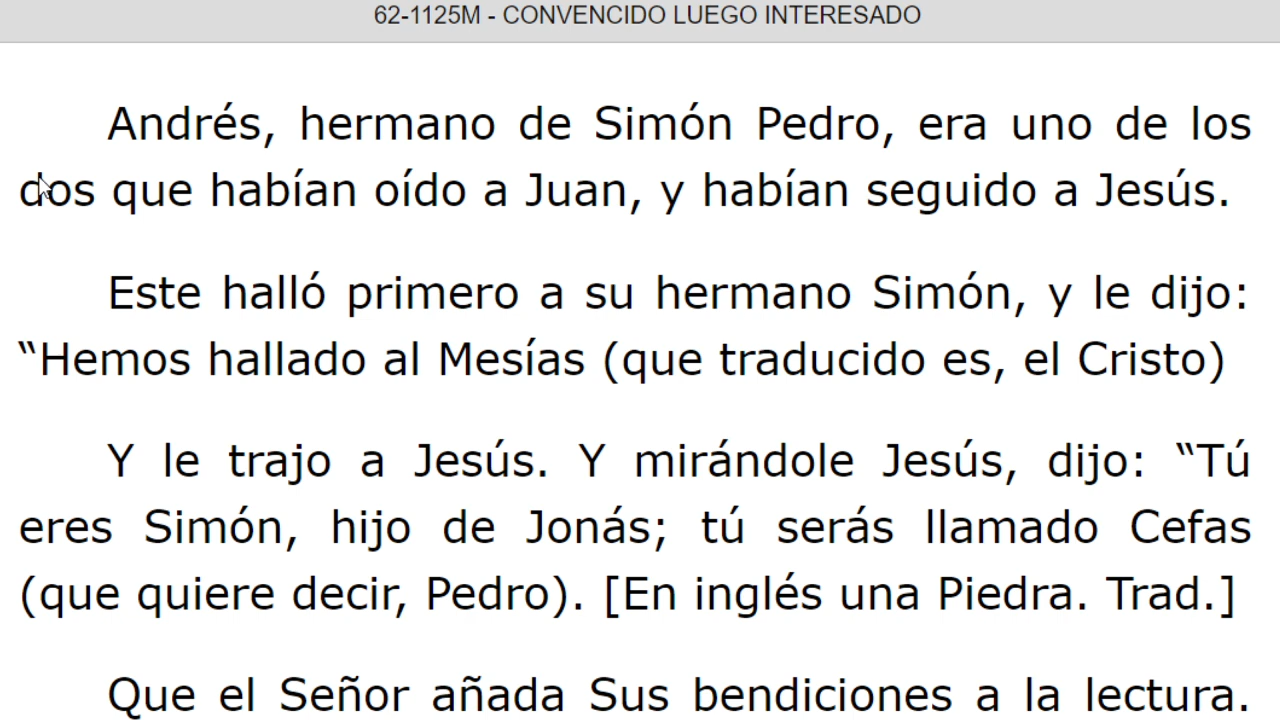 62-1125M - CONVENCIDO LUEGO INTERESADO
Andrés, hermano de Simón Pedro, era uno de los
dos que habían oído a Juan, y habían seguido a Jesús.
Este halló primero a su hermano Simón, y le dijo:
“Hemos hallado al Mesías (que traducido es, el Cristo)
Y le trajo a Jesús. Y mirándole Jesús, dijo: “Tú
eres Simón, hijo de Jonás; tú serás llamado Cefas
(que quiere decir, Pedro). [En inglés una Piedra. Trad.]
Que el Señor añada Sus bendiciones a la lectura.